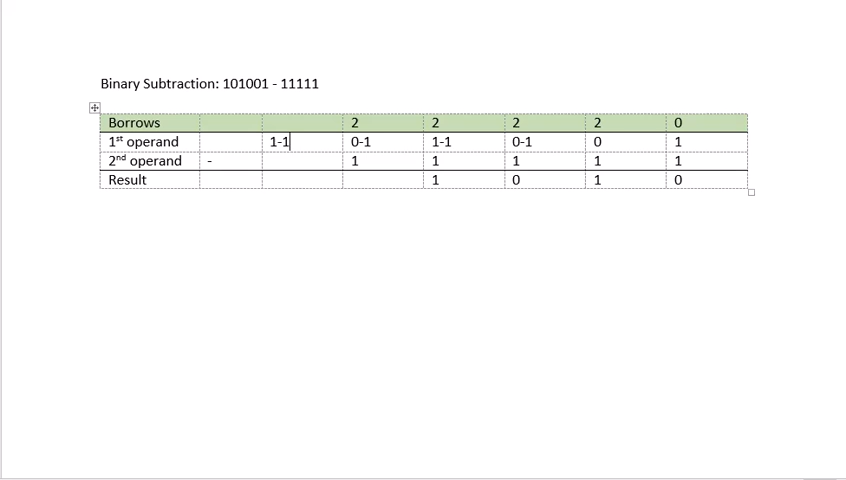 Binary Subtraction: 101001 - 11111
Borrows 2 2 2 2 0
1st operand 1-1 0-1 1-1 0-1 0 1
2nd operand - 1 1 1 1 1
Result 1 0 1 0